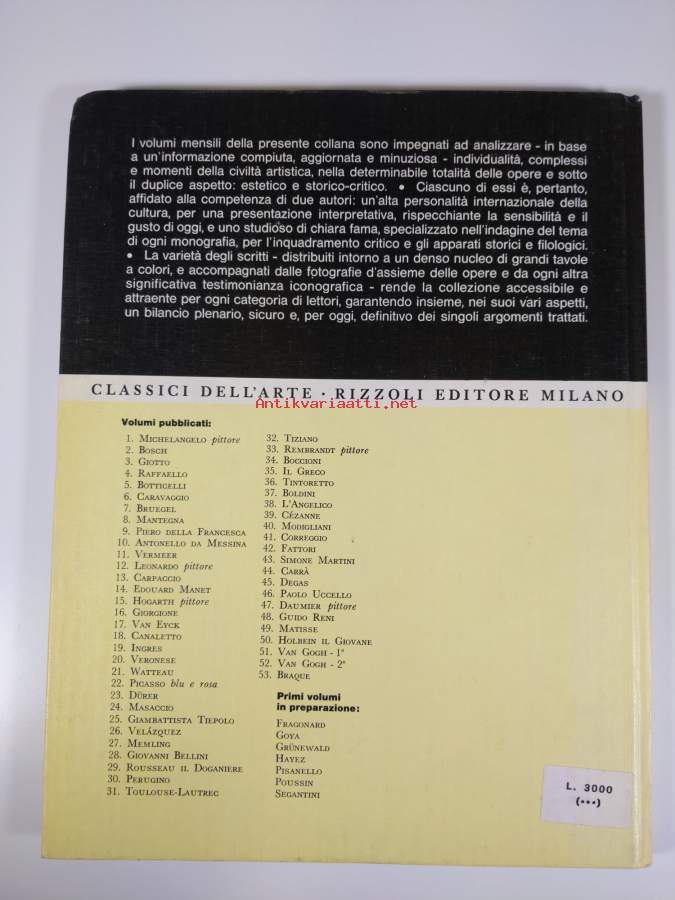 I volumi mensili della presente collana sono impegnati ad analizzare - in base
a un'informazione compiuta, aggiornata e minuziosa - individualità, complessi
e momenti della civiltà artistica, nella determinabile totalità delle opere e sotto
il duplice aspetto: estetico e storico-critico. • Ciascuno di essi è, pertanto,
affidato alla competenza di due autori: un'alta personalità internazionale della
cultura, per una presentazione interpretativa, rispecchiante la sensibilità e il
gusto di oggi, e uno studioso di chiara fama, specializzato nell'indagine del tema
di ogni monografia, per l'inquadramento critico e gli apparati storici e filologici.
• La varietà degli scritti - distribuiti intorno a un denso nucleo di grandi tavole
a colori, e accompagnati dalle fotografie d'assieme delle opere e da ogni altra
significativa testimonianza iconografica - rende la collezione accessibile e
attraente per ogni categoria di lettori, garantendo insieme, nei suoi vari aspetti,
un bilancio plenario, sicuro e, per oggi, definitivo dei singoli argomenti trattati.
CLASSICI DELL'ARTE · RIZZOLI EDITORE MILANO
Antikvariaatti.net
Volumi pubblicati:
1. MICHELANGELO pittore
2. BOSCH
3. GIOTTO
4. RAFFAELLO
5. BOTTICELLI
6. CARAVAGGIO
7. BRUEGEL
8. MANTEGNA
9. PIERO DELLA FRANCESCA
10. ANTONELLO DA MESSINA
11. VERMEER
12. LEONARDO pittore
13. CARPACCIO
14. EDOUARD MANET
15. HOGARTH pittore
16. GIORGIONE
17. VAN EYCK
18. CANALETTO
19. INGRES
20. VERONESE
21. WATTEAU
22. PICASSO blu e rosa
23. DÜRER
24. MASACCIO
25. GIAMBATTISTA TIEPOLO
26. VELÁZQUEZ
27. MEMLING
28. GIOVANNI BELLINI
29. ROUSSEAU IL DOGANIERE
30. PERUGINO
31. TOULOUSE-LAUTREC
32. TIZIANO
33. REMBRANDT pittore
34. BOCCIONI
35. IL GRECO
36. TINTORETTO
37. BOLDINI
38. L'ANGELICO
39. CÉZANNE
40. MODIGLIANI
41. CORREGGIO
42. FATTORI
43. SIMONE MARTINI
44. CARRÀ
45. DEGAS
46. PAOLO UCCELLO
47. DAUMIER pittore
48. GUIDO RENI
49. MATISSE
50. HOLBEIN IL GIOVANE
51. VAN GOGH - 1°
52. VAN GOGH - 2°
53. BRAQUE
Primi volumi
in preparazione:
FRAGONARD
GOYA
GRÜNEWALD
HAYEZ
PISANELLO
POUSSIN
SEGANTINI
L. 3000
(•••)